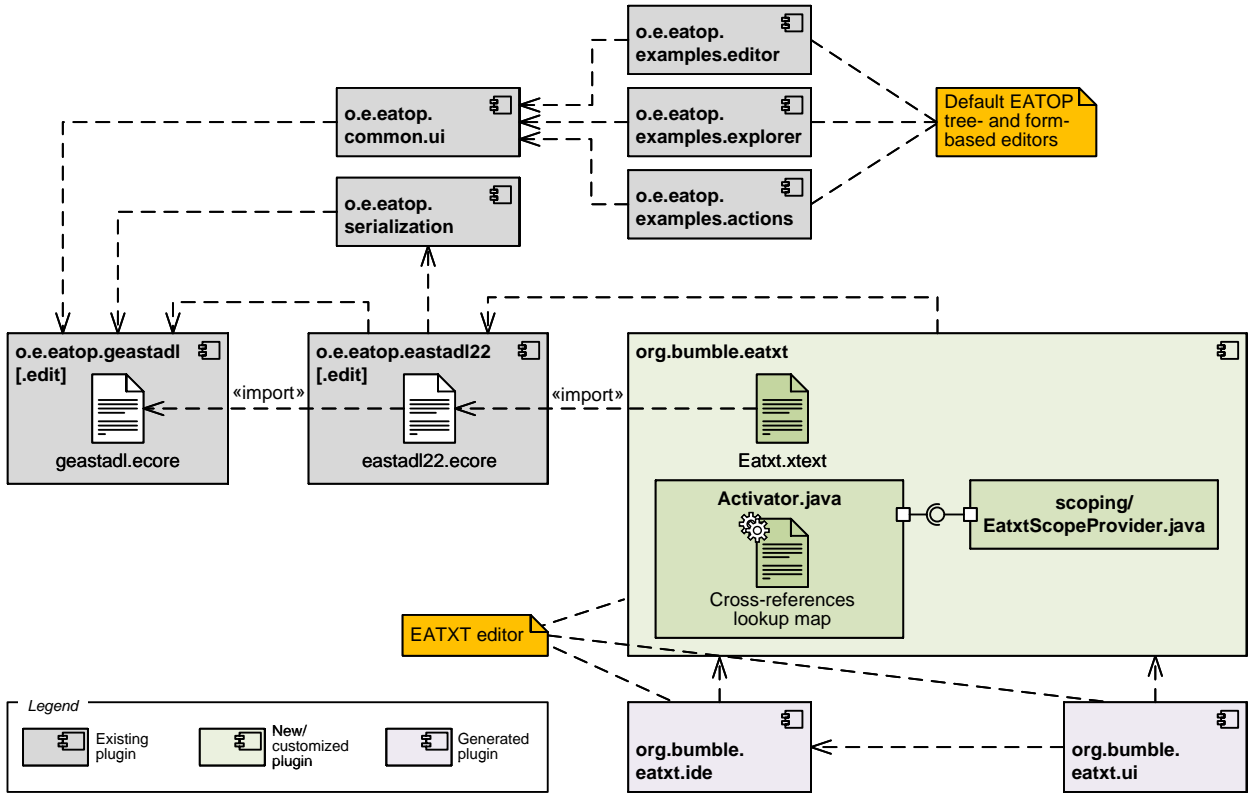 o.e.eatop.
examples.editor
o.e.eatop.
common.ui
o.e.eatop.
examples.explorer
Default EATOP
tree- and form-
based editors
o.e.eatop.
serialization
o.e.eatop.
examples.actions
o.e.eatop.geastadl
[.edit]
geastadl.ecore
«import»
o.e.eatop.eastadl22
[.edit]
eastadl22.ecore
«import»
org.bumble.eatxt
Eatxt.xtext
Activator.java
Cross-references
lookup map
scoping/
EatxtScopeProvider.java
EATXT editor
Legend
Existing
plugin
New/
customized
plugin
Generated
plugin
org.bumble.
eatxt.ide
org.bumble.
eatxt.ui